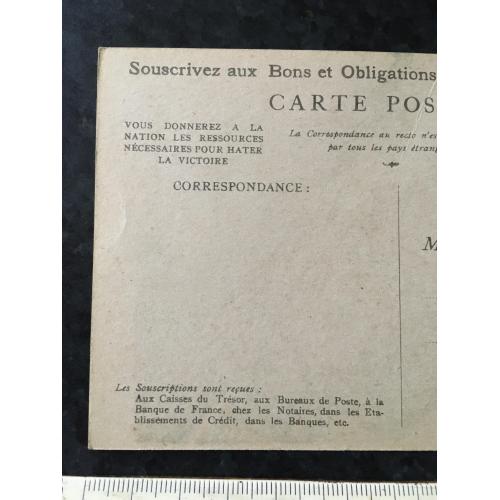 Souscrivez aux Bons et Obligations
CARTE POS
VOUS DONNEREZ A LA
NATION LES RESSOURCES
NÉCESSAIRES POUR HATER
LA VICTOIRE
La Correspondance au recto n'es
par tous les pays étran
CORRESPONDANCE :
M
Les Souscriptions sont reçues :
Aux Caisses du Trésor, aux Bureaux de Poste, à la
Banque de France, chez les Notaires, dans les Eta-
blissements de Crédit, dans les Banques, etc.